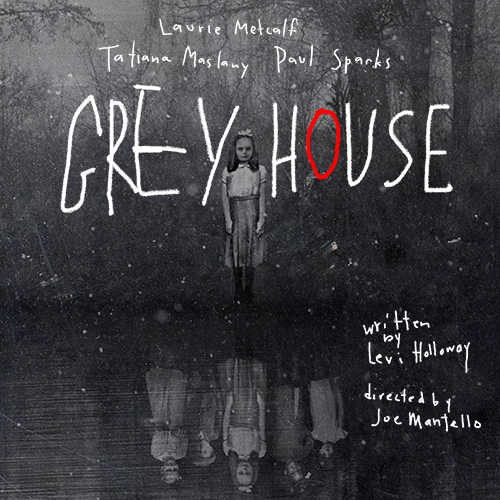 Laurie Metcalf
Tatiana Maslany Paul Sparks
GREY HOUSE
written
by
Levi Holloway
directed by
Joe Mantello